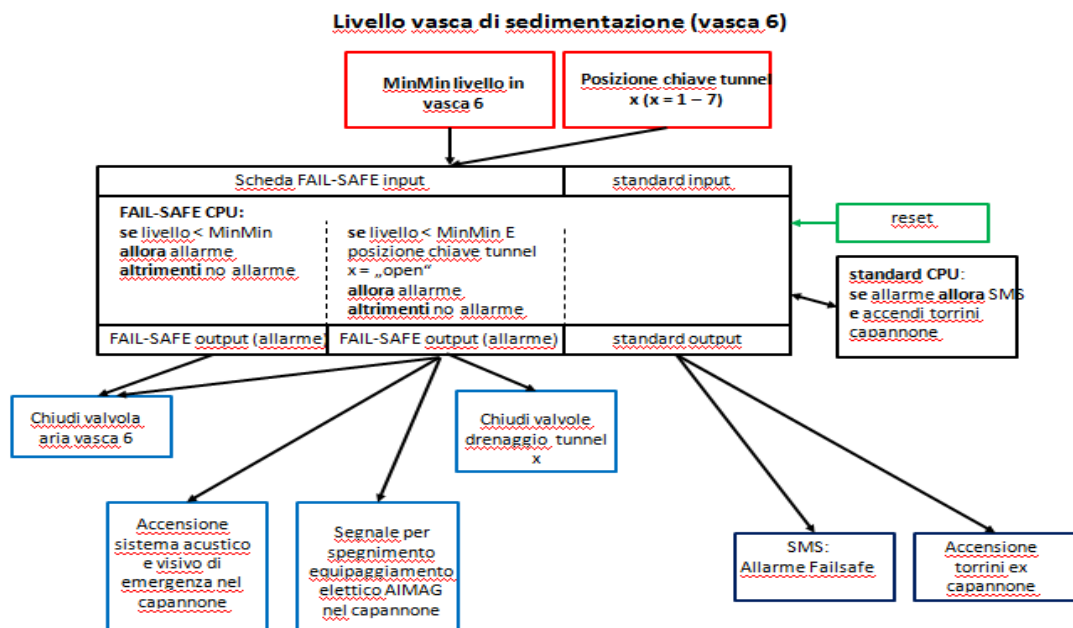 Livello vasca di sedimentazione (vasca 6)
MinMin livello in
vasca 6
Posizione chiave tunnel
x (x = 1 – 7)
Scheda FAIL-SAFE input
standard input
FAIL-SAFE CPU:
se livello < MinMin
allora allarme
altrimenti no allarme
se livello < MinMin E
posizione chiave tunnel
x = „open“
allora allarme
altrimenti no allarme
reset
standard CPU:
se allarme allora SMS
e accendi torrini
capannone
FAIL-SAFE output (allarme)
FAIL-SAFE output (allarme)
standard output
Chiudi valvola
aria vasca 6
Chiudi valvole
drenaggio tunnel
x
Accensione
sistema acustico
e visivo di
emergenza nel
capannone
Segnale per
spegnimento
equipaggiamento
elettico AIMAG
nel capannone
SMS:
Allarme Failsafe
Accensione
torrini ex
capannone